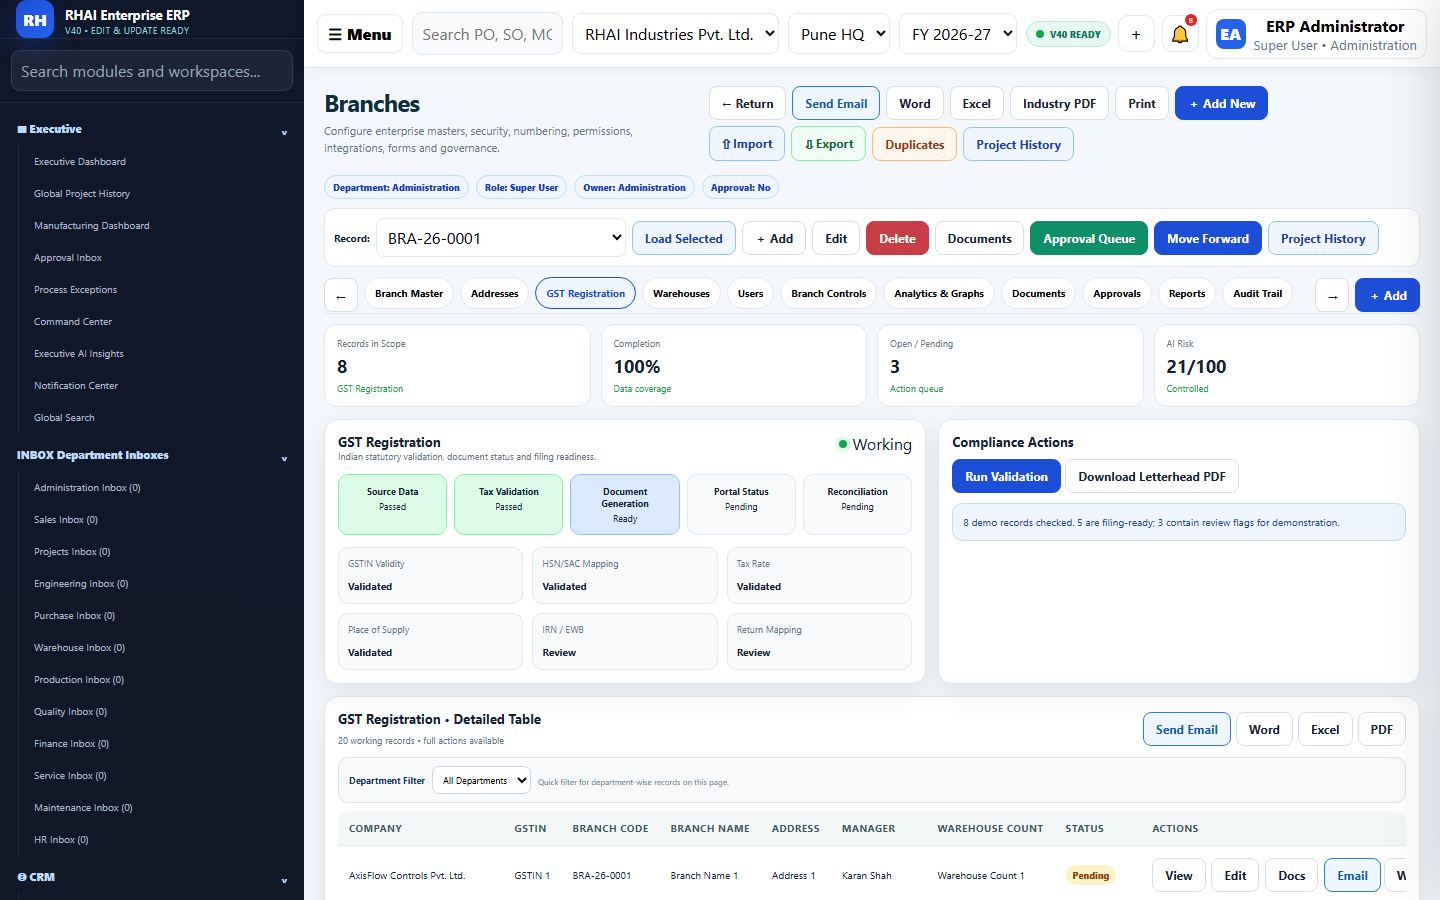 RH
RHAI Enterprise ERP
V40 • EDIT & UPDATE READY
☰ Menu
Search PO, SO, MC
RHAI Industries Pvt. Ltd.
Pune HQ
FY 2026-27
V40 READY
+
8
EA
ERP Administrator
Super User • Administration
Search modules and workspaces...
Executive
Executive Dashboard
Global Project History
Manufacturing Dashboard
Approval Inbox
Process Exceptions
Command Center
Executive AI Insights
Notification Center
Global Search
INBOX Department Inboxes
Administration Inbox (0)
Sales Inbox (0)
Projects Inbox (0)
Engineering Inbox (0)
Purchase Inbox (0)
Warehouse Inbox (0)
Production Inbox (0)
Quality Inbox (0)
Finance Inbox (0)
Service Inbox (0)
Maintenance Inbox (0)
HR Inbox (0)
CRM
Branches
Configure enterprise masters, security, numbering, permissions,
integrations, forms and governance.
← Return
Send Email
Word
Excel
Industry PDF
Print
+ Add New
⇧ Import
⇩ Export
Duplicates
Project History
Department: Administration
Role: Super User
Owner: Administration
Approval: No
Record:
BRA-26-0001
Load Selected
+ Add
Edit
Delete
Documents
Approval Queue
Move Forward
Project History
←
Branch Master
Addresses
GST Registration
Warehouses
Users
Branch Controls
Analytics & Graphs
Documents
Approvals
Reports
Audit Trail
→
+ Add
Records in Scope
8
GST Registration
Completion
100%
Data coverage
Open / Pending
3
Action queue
AI Risk
21/100
Controlled
GST Registration
Indian statutory validation, document status and filing readiness.
Working
Source Data
Passed
Tax Validation
Passed
Document
Generation
Ready
Portal Status
Pending
Reconciliation
Pending
GSTIN Validity
Validated
HSN/SAC Mapping
Validated
Tax Rate
Validated
Place of Supply
Validated
IRN / EWB
Review
Return Mapping
Review
Compliance Actions
Run Validation
Download Letterhead PDF
8 demo records checked. 5 are filing-ready; 3 contain review flags for demonstration.
GST Registration • Detailed Table
20 working records • full actions available
Send Email
Word
Excel
PDF
Department Filter
All Departments
Quick filter for department-wise records on this page.
COMPANY GSTIN BRANCH CODE BRANCH NAME ADDRESS MANAGER WAREHOUSE COUNT STATUS ACTIONS
AxisFlow Controls Pvt. Ltd. GSTIN 1 BRA-26-0001 Branch Name 1 Address 1 Karan Shah Warehouse Count 1 Pending View Edit Docs Email W